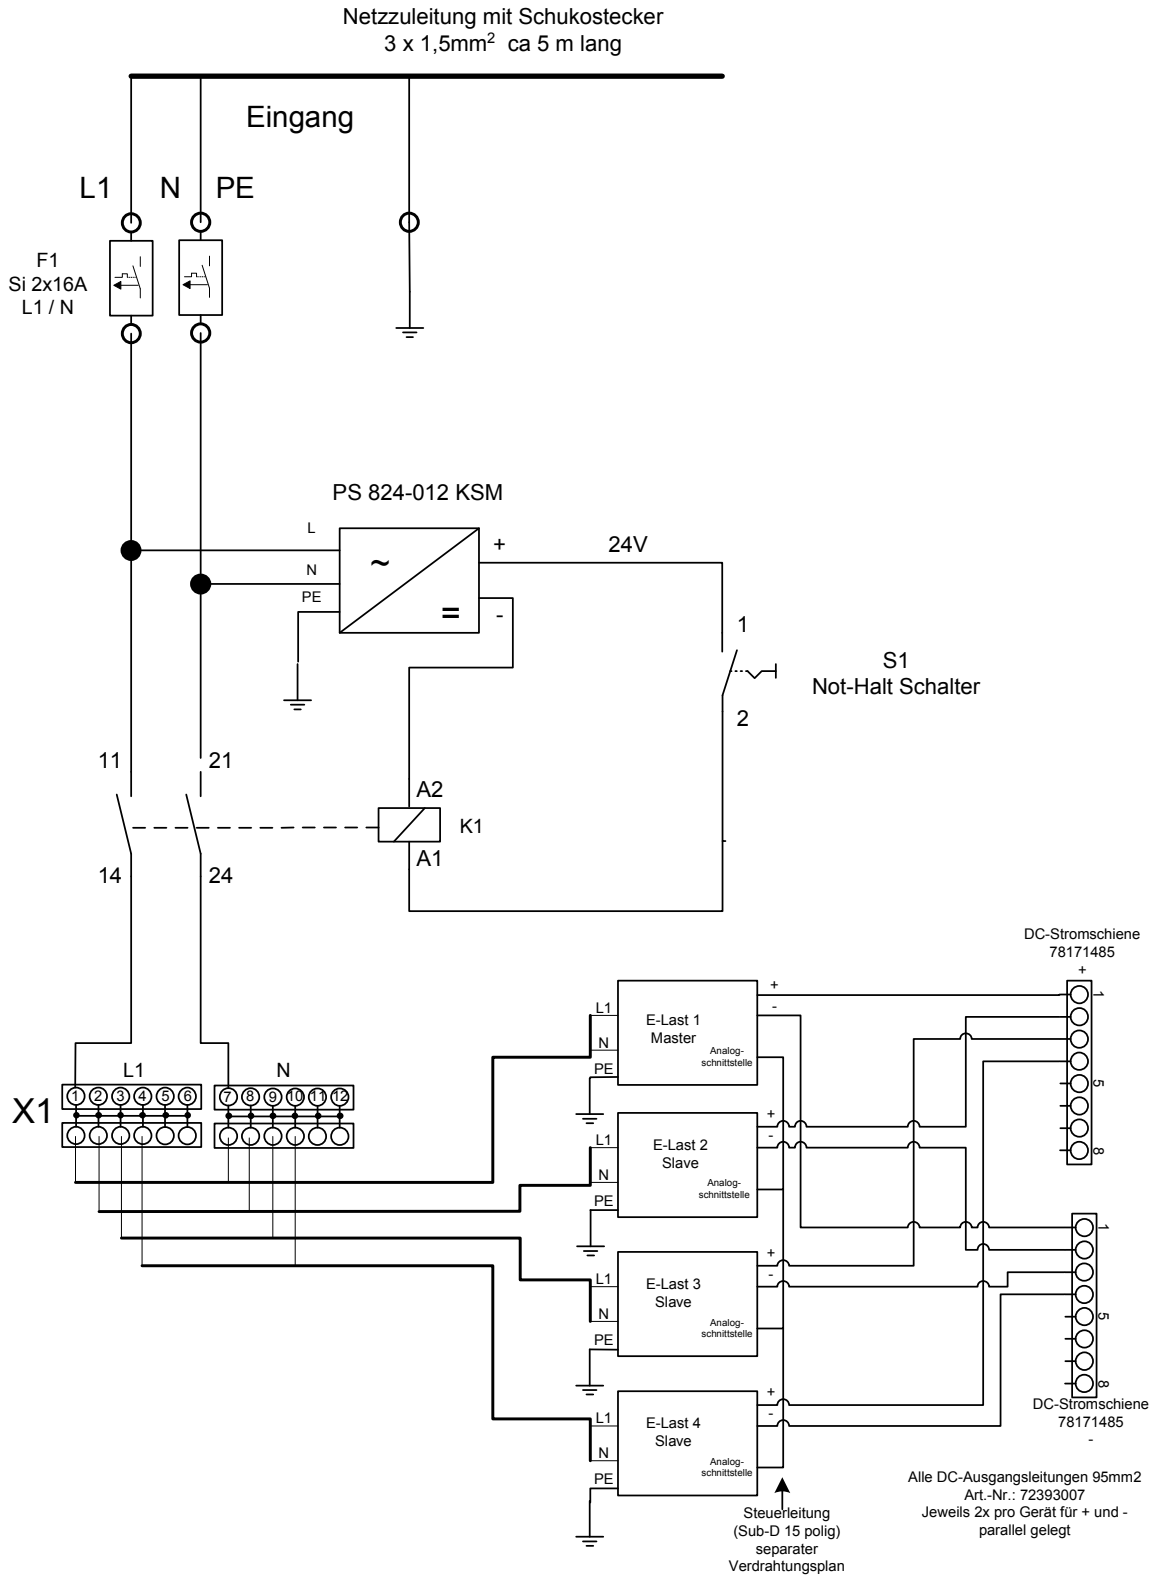 Netzzuleitung mit Schukostecker
3 x 1,5mm² ca 5 m lang
Eingang
L1 N PE
F1
Si 2x16A
L1 / N
PS 824-012 KSM
L
N
PE
~
=
+
-
24V
1
2
S1
Not-Halt Schalter
11
21
14
24
A2
K1
A1
X1
L1
1 2 3 4 5 6
N
7 8 9 10 11 12
L1
N
PE
E-Last 1
Master
Analog-
schnittstelle
+
-
L1
N
PE
E-Last 2
Slave
Analog-
schnittstelle
+
-
L1
N
PE
E-Last 3
Slave
Analog-
schnittstelle
+
-
L1
N
PE
E-Last 4
Slave
Analog-
schnittstelle
+
-
DC-Stromschiene
78171485
+
1
5
8
1
5
8
DC-Stromschiene
78171485
-
Steuerleitung
(Sub-D 15 polig)
separater
Verdrahtungsplan
Alle DC-Ausgangsleitungen 95mm2
Art.-Nr.: 72393007
Jeweils 2x pro Gerät für + und -
parallel gelegt